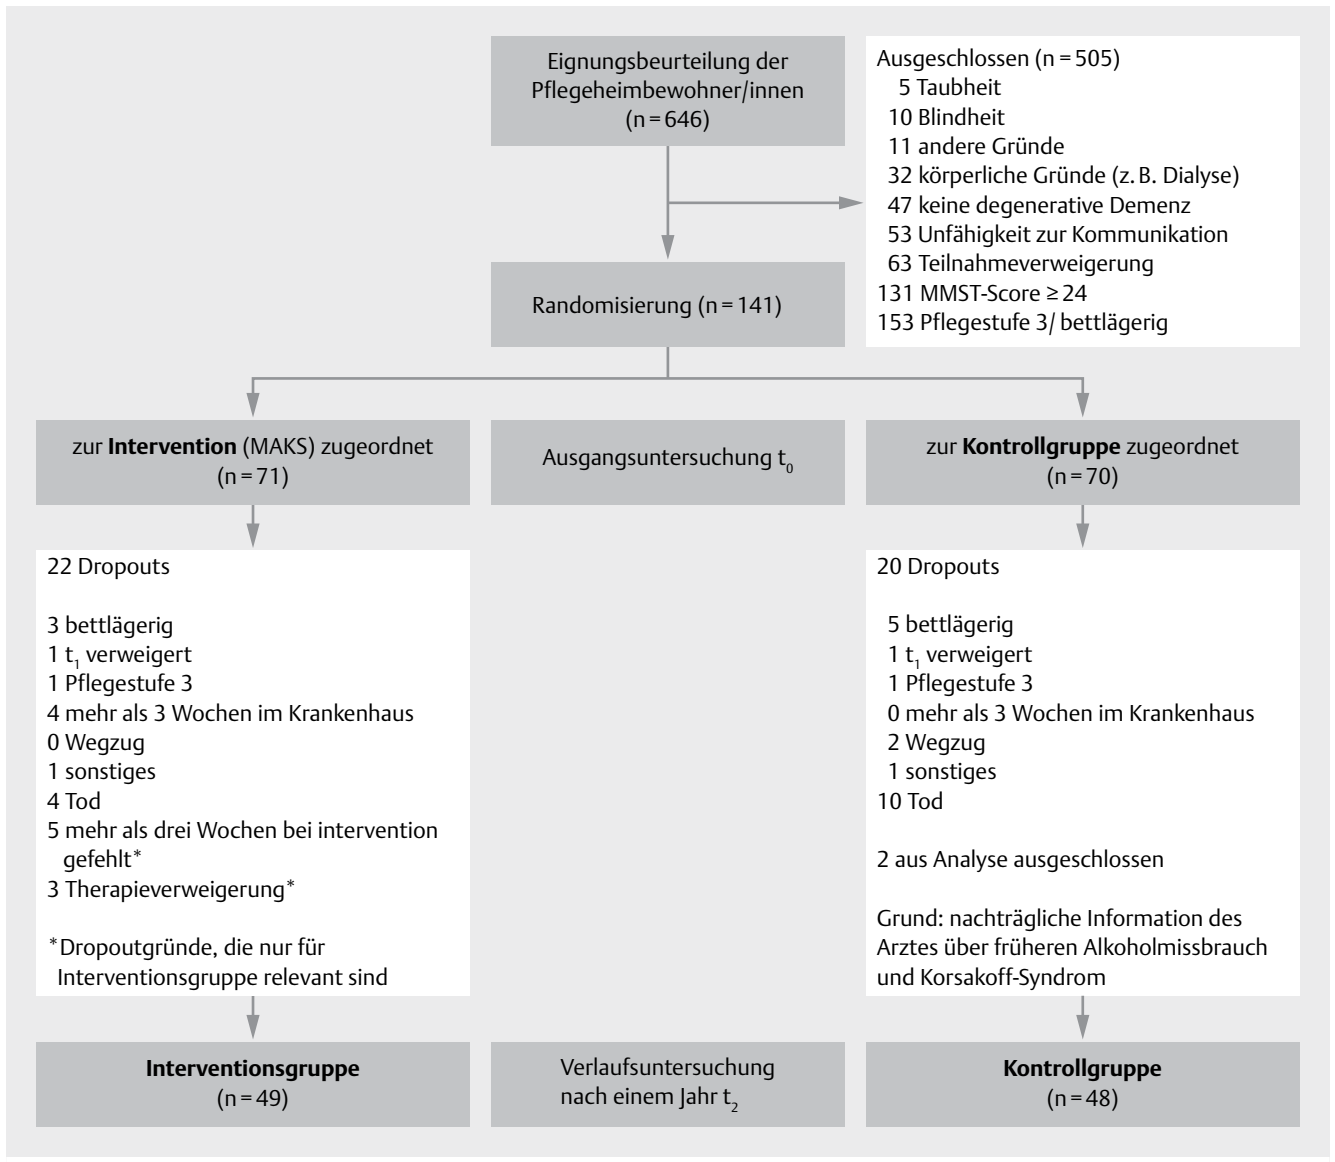 Eignungsbeurteilung der
Pflegeheimbewohner/innen
(n = 646)
Ausgeschlossen (n = 505)
5 Taubheit
10 Blindheit
11 andere Gründe
32 körperliche Gründe (z. B. Dialyse)
47 keine degenerative Demenz
53 Unfähigkeit zur Kommunikation
63 Teilnahmeverweigerung
131 MMST-Score ≥ 24
153 Pflegestufe 3/ bettlägerig
Randomisierung (n = 141)
zur Intervention (MAKS) zugeordnet
(n = 71)
Ausgangsuntersuchung t₀
zur Kontrollgruppe zugeordnet
(n = 70)
22 Dropouts
3 bettlägerig
1 t₁ verweigert
1 Pflegestufe 3
4 mehr als 3 Wochen im Krankenhaus
0 Wegzug
1 sonstiges
4 Tod
5 mehr als drei Wochen bei intervention
gefehlt*
3 Therapieverweigerung*
*Dropoutgründe, die nur für
Interventionsgruppe relevant sind
20 Dropouts
5 bettlägerig
1 t₁ verweigert
1 Pflegestufe 3
0 mehr als 3 Wochen im Krankenhaus
2 Wegzug
1 sonstiges
10 Tod
2 aus Analyse ausgeschlossen
Grund: nachträgliche Information des
Arztes über früheren Alkoholmissbrauch
und Korsakoff-Syndrom
Interventionsgruppe
(n = 49)
Verlaufsuntersuchung
nach einem Jahr t₂
Kontrollgruppe
(n = 48)